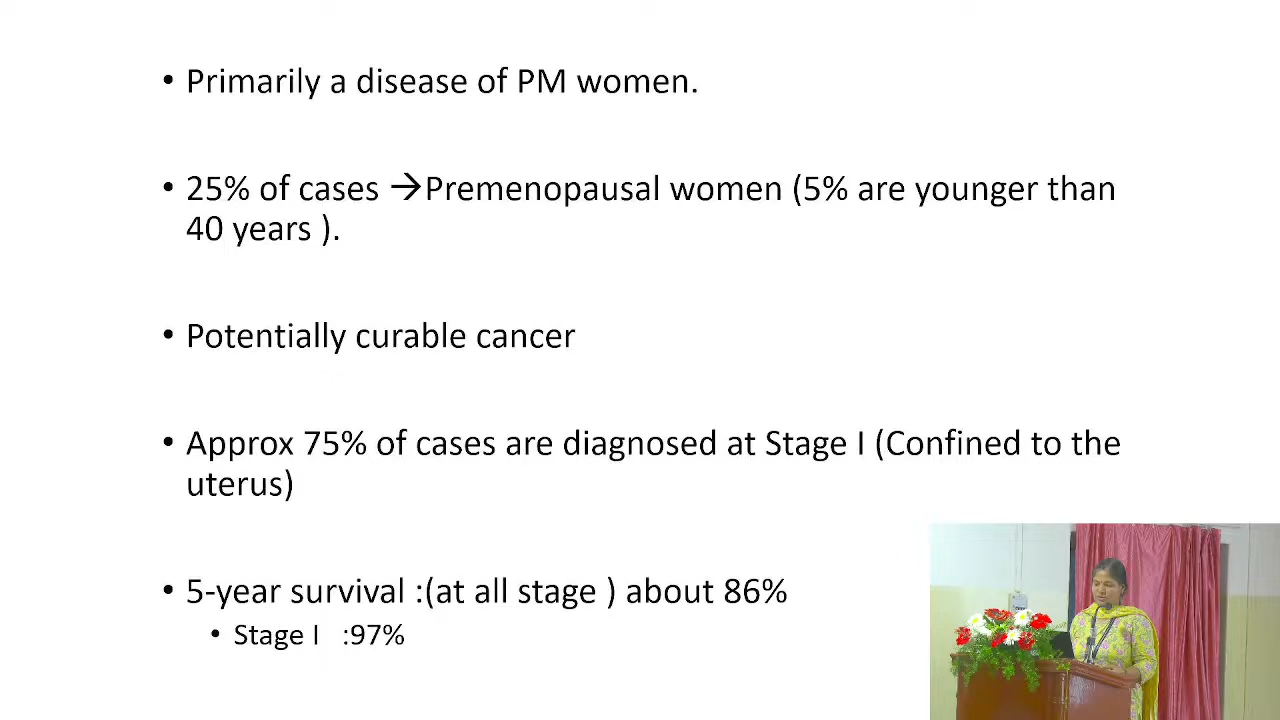 • Primarily a disease of PM women.
• 25% of cases →Premenopausal women (5% are younger than
40 years ).
• Potentially curable cancer
• Approx 75% of cases are diagnosed at Stage I (Confined to the
uterus)
• 5-year survival :(at all stage ) about 86%
• Stage I :97%